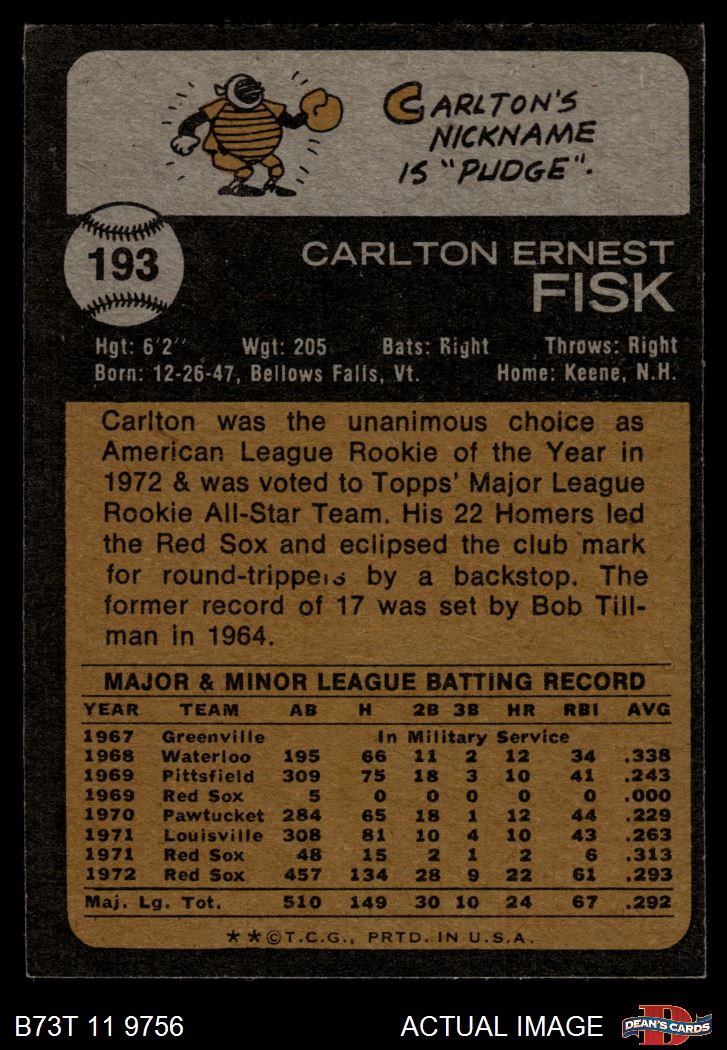 CARLTON'S
NICKNAME
IS "PUDGE".
193
CARLTON ERNEST
FISK
Hgt: 6'2" Wgt: 205 Bats: Right Throws: Right
Born: 12-26-47, Bellows Falls, Vt. Home: Keene, N.H.
Carlton was the unanimous choice as
American League Rookie of the Year in
1972 & was voted to Topps' Major League
Rookie All-Star Team. His 22 Homers led
the Red Sox and eclipsed the club mark
for round-trippers by a backstop. The
former record of 17 was set by Bob Till-
man in 1964.
MAJOR & MINOR LEAGUE BATTING RECORD
YEAR TEAM AB H 2B 3B HR RBI AVG
1967 Greenville In Military Service
1968 Waterloo 195 66 11 2 12 34 .338
1969 Pittsfield 309 75 18 3 10 41 .243
1969 Red Sox 5 0 0 0 0 0 .000
1970 Pawtucket 284 65 18 1 12 44 .229
1971 Louisville 308 81 10 4 10 43 .263
1971 Red Sox 48 15 2 1 2 6 .313
1972 Red Sox 457 134 28 9 22 61 .293
Maj. Lg. Tot. 510 149 30 10 24 67 .292
★★©T.C.G., PRTD. IN U.S.A.
B73T 11 9756 ACTUAL IMAGE
D
DEAN'S CARDS